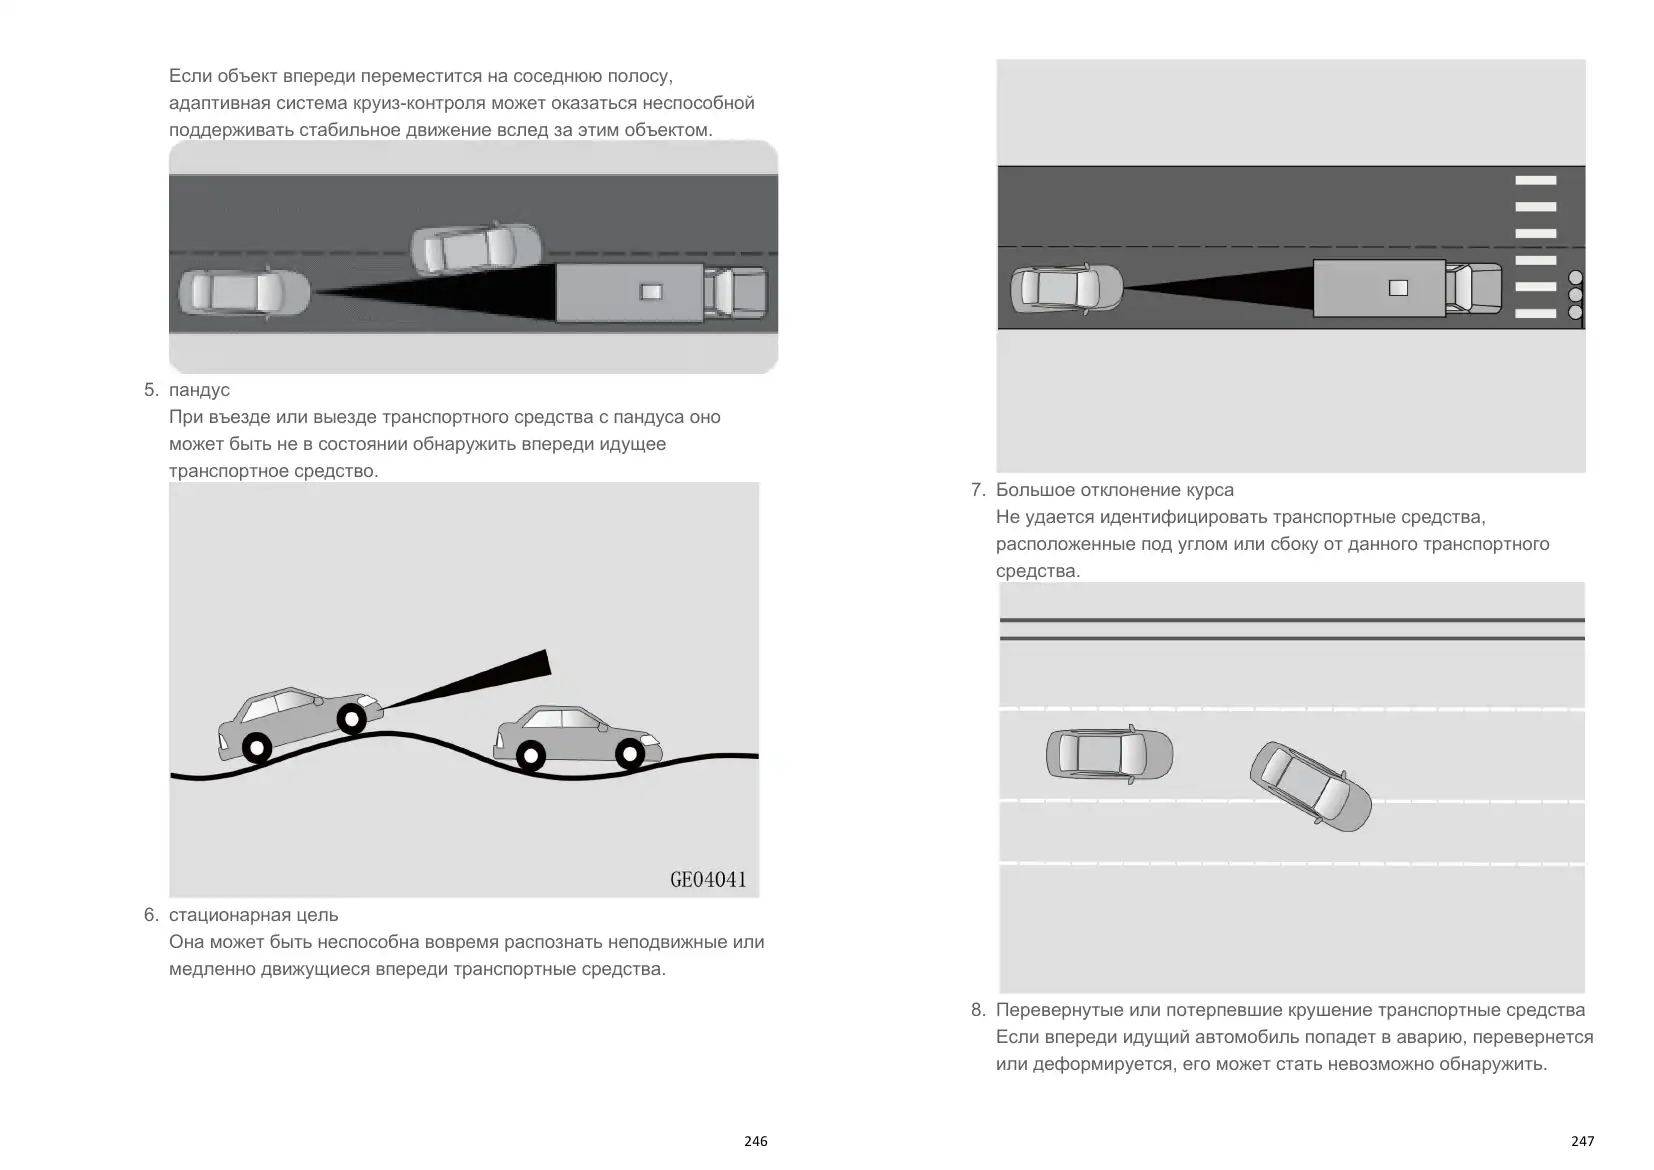 Если объект впереди переместится на соседнюю полосу,
адаптивная система круиз-контроля может оказаться неспособной
поддерживать стабильное движение вслед за этим объектом.
5. пандус
При въезде или выезде транспортного средства с пандуса оно
может быть не в состоянии обнаружить впереди идущее
транспортное средство.
GE04041
6. стационарная цель
Она может быть неспособна вовремя распознать неподвижные или
медленно движущиеся впереди транспортные средства.
246
7. Большое отклонение курса
Не удается идентифицировать транспортные средства,
расположенные под углом или сбоку от данного транспортного
средства.
8. Перевернутые или потерпевшие крушение транспортные средства
Если впереди идущий автомобиль попадет в аварию, перевернется
или деформируется, его может стать невозможно обнаружить.
247